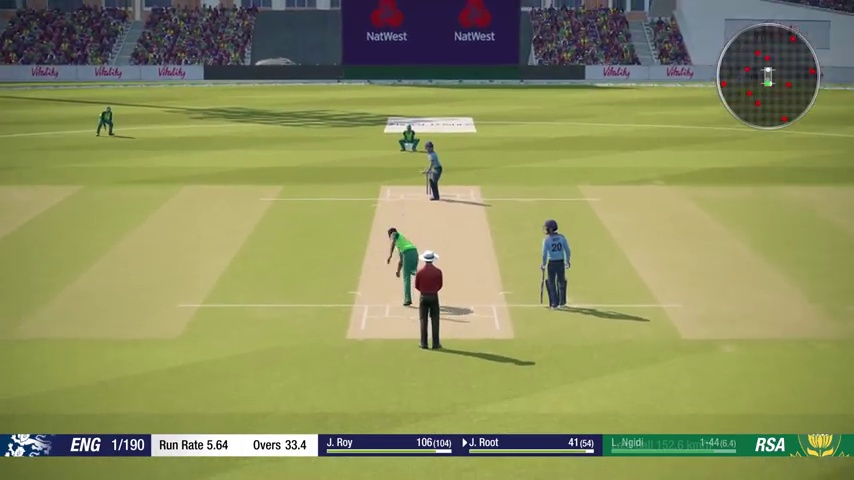 NatWest NatWest
Vitality Vitality Vitality Vitality
20
ENG 1/190 Run Rate 5.64 Overs 33.4 J. Roy 106 (104) J. Root 41 (54) L. Ngidi 1-44 (6.4) RSA